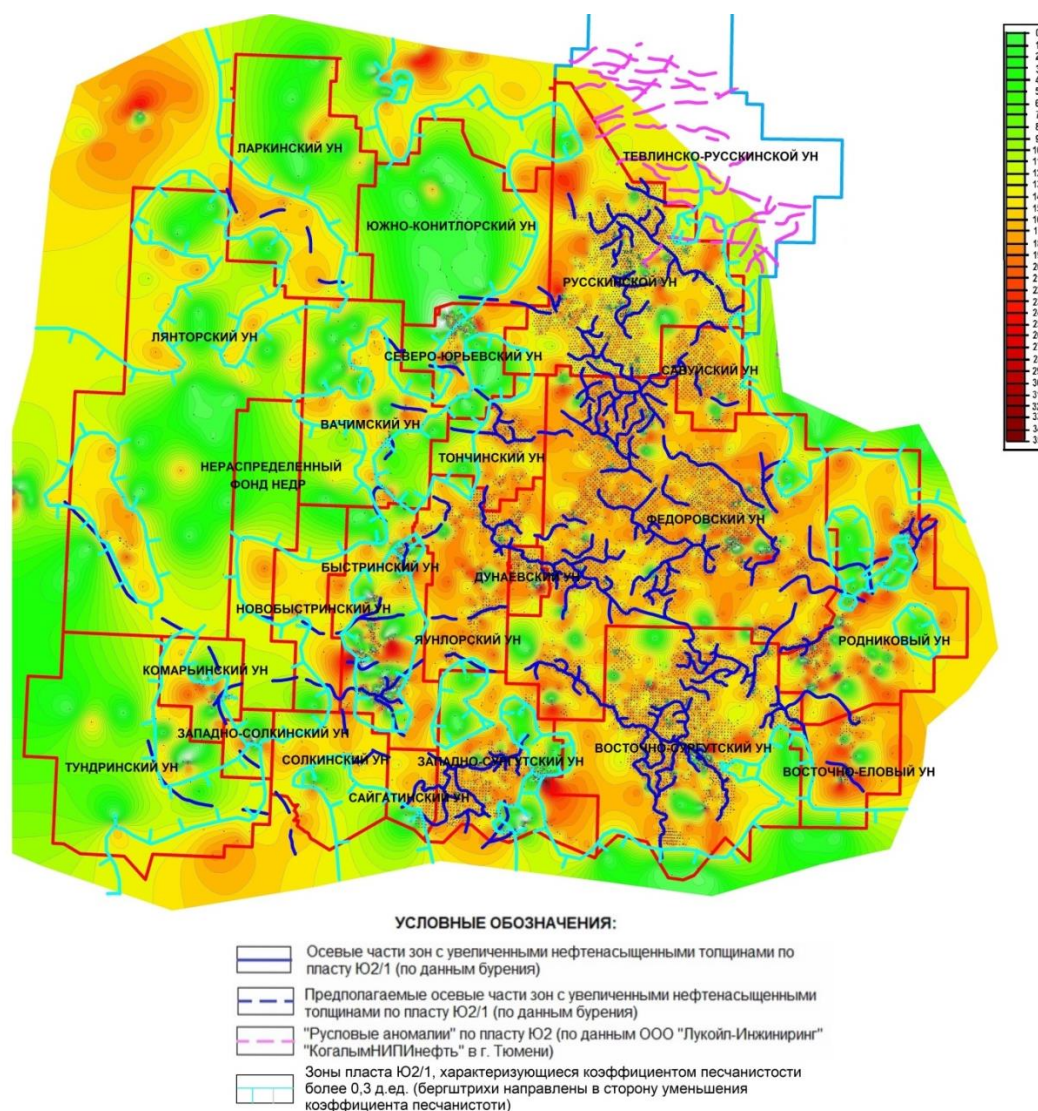 ЛАРКИНСКИЙ УН
ТЕВЛИНСКО-РУССКИНСКОЙ УН
ЮЖНО-КОНИТЛОРСКИЙ УН
РУССКИНСКОЙ УН
ЛЯНТОРСКИЙ УН
СЕВЕРО-ЮРЬЕВСКИЙ УН
САВУЙСКИЙ УН
ВАЧИМСКИЙ УН
ТОНЧИНСКИЙ УН
НЕРАСПРЕДЕЛЕННЫЙ
ФОНД НЕДР
ФЕДОРОВСКИЙ УН
БЫСТРИНСКИЙ УН
ДУНАЕВСКИЙ УН
НОВОБЫСТРИНСКИЙ УН
ЯУНЛОРСКИЙ УН
РОДНИКОВЫЙ УН
КОМАРЬИНСКИЙ УН
ЗАПАДНО-СОЛКИНСКИЙ УН
ТУНДРИНСКИЙ УН
СОЛКИНСКИЙ УН
ЗАПАДНО-СУРГУТСКИЙ УН
ВОСТОЧНО-СУРГУТСКИЙ УН
ВОСТОЧНО-ЕЛОВЫЙ УН
САЙГАТИНСКИЙ УН
УСЛОВНЫЕ ОБОЗНАЧЕНИЯ:
Осевые части зон с увеличенными нефтенасыщенными толщинами по
пласту Ю2/1 (по данным бурения)
Предполагаемые осевые части зон с увеличенными нефтенасыщенными
толщинами по пласту Ю2/1 (по данным бурения)
"Русловые аномалии" по пласту Ю2 (по данным ООО "Лукойл-Инжиниринг"
"КогалымНИПИнефть" в г. Тюмени)
Зоны пласта Ю2/1, характеризующиеся коэффициентом песчанистости
более 0,3 д.ед. (бергштрихи направлены в сторону уменьшения
коэффициента песчанистоти)